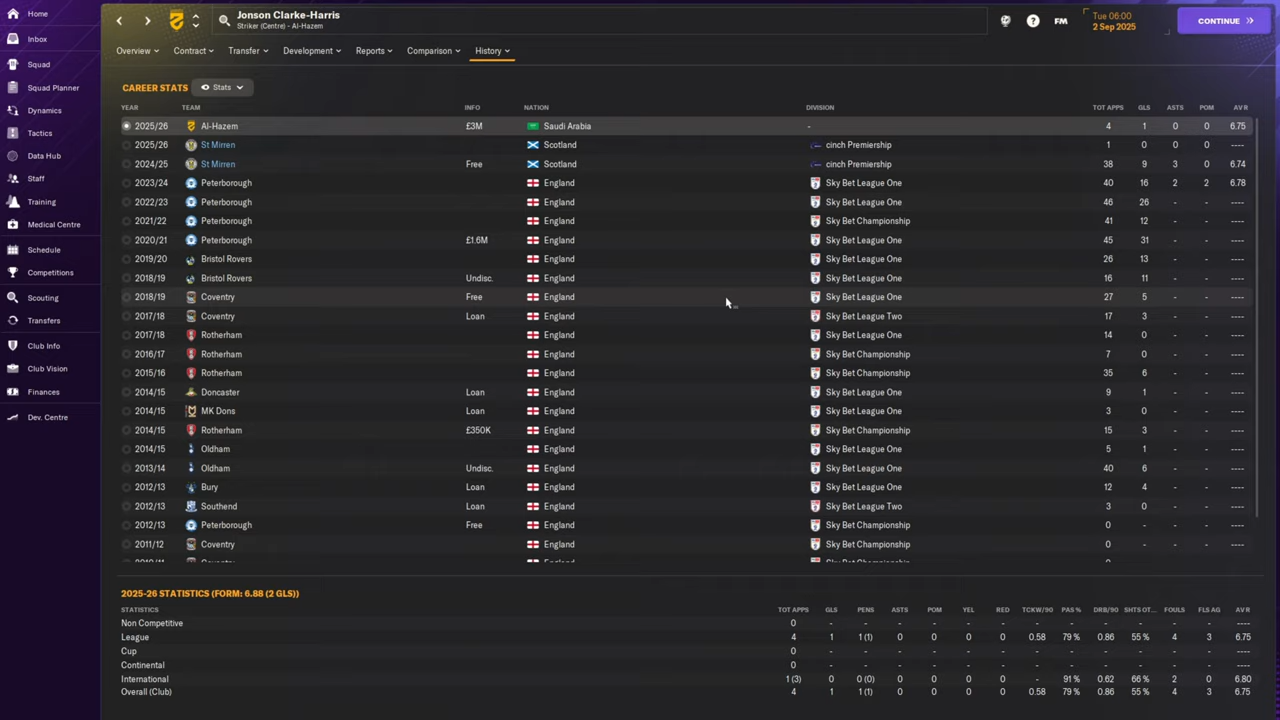 Home
Inbox
Squad
Squad Planner
Dynamics
Tactics
Data Hub
Staff
Training
Medical Centre
Schedule
Competitions
Scouting
Transfers
Club Info
Club Vision
Finances
Dev. Centre
Jonson Clarke-Harris
Striker (Centre) - Al-Hazem
? FM
Tue 06:00
2 Sep 2025
CONTINUE
Overview Contract Transfer Development Reports Comparison History
CAREER STATS Stats
YEAR TEAM INFO NATION DIVISION TOT APPS GLS ASTS POM AVR
2025/26 Al-Hazem £3M Saudi Arabia - 4 1 0 0 6.75
2025/26 St Mirren Scotland cinch Premiership 1 0 0 0 ----
2024/25 St Mirren Free Scotland cinch Premiership 38 9 3 0 6.74
2023/24 Peterborough England Sky Bet League One 40 16 2 2 6.78
2022/23 Peterborough England Sky Bet League One 46 26 - - ----
2021/22 Peterborough England Sky Bet Championship 41 12 - - ----
2020/21 Peterborough £1.6M England Sky Bet League One 45 31 - - ----
2019/20 Bristol Rovers England Sky Bet League One 26 13 - - ----
2018/19 Bristol Rovers Undisc. England Sky Bet League One 16 11 - - ----
2018/19 Coventry Free England Sky Bet League One 27 5 - - ----
2017/18 Coventry Loan England Sky Bet League Two 17 3 - - ----
2017/18 Rotherham England Sky Bet League One 14 0 - - ----
2016/17 Rotherham England Sky Bet Championship 7 0 - - ----
2015/16 Rotherham England Sky Bet Championship 35 6 - - ----
2014/15 Doncaster Loan England Sky Bet League One 9 1 - - ----
2014/15 MK Dons Loan England Sky Bet League One 3 0 - - ----
2014/15 Rotherham £350K England Sky Bet Championship 15 3 - - ----
2014/15 Oldham England Sky Bet League One 5 1 - - ----
2013/14 Oldham Undisc. England Sky Bet League One 40 6 - - ----
2012/13 Bury Loan England Sky Bet League One 12 4 - - ----
2012/13 Southend Loan England Sky Bet League Two 3 0 - - ----
2012/13 Peterborough Free England Sky Bet Championship 0 - - - ----
2011/12 Coventry England Sky Bet Championship 0 - - - ----
2025-26 STATISTICS (FORM: 6.88 (2 GLS))
STATISTICS TOT APPS GLS PENS ASTS POM YEL RED TCKW/90 PAS % DRB/90 SHTS OT... FOULS FLS AG AVR
Non Competitive 0 - - - - - - - - - - - - ----
League 4 1 1 (1) 0 0 0 0 0.58 79 % 0.86 55 % 4 3 6.75
Cup 0 - - - - - - - - - - - - ----
Continental 0 - - - - - - - - - - - - ----
International 1 (3) 0 0 (0) 0 0 0 0 - 91 % 0.62 66 % 2 0 6.80
Overall (Club) 4 1 1 (1) 0 0 0 0 0.58 79 % 0.86 55 % 4 3 6.75